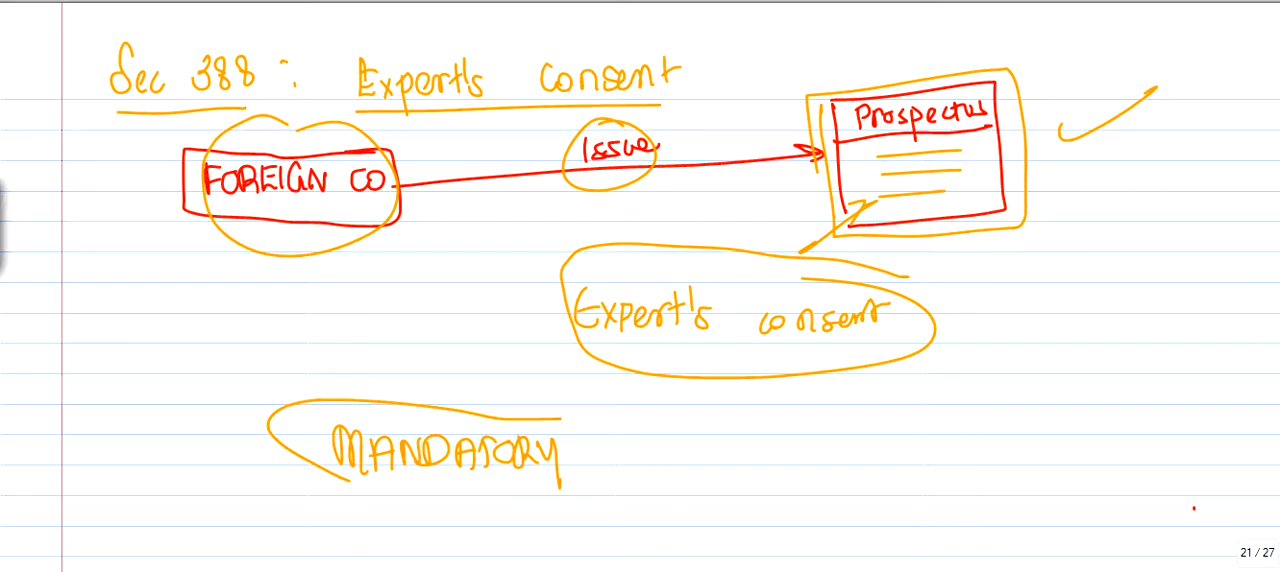 Sec 388 : Expert's consent
Issue
Prospectus
FOREIGN CO
Expert's consent
MANDATORY
21 / 27